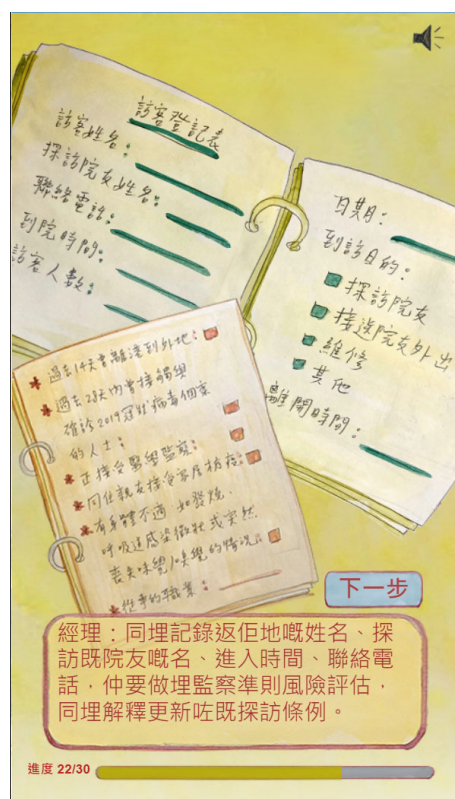 訪客登記表
訪客姓名：
探訪院友姓名：
聯絡電話：
到院時間：
訪客人數：
日期：
到訪目的：
探訪院友
接送院友外出
維修
其他
離開時間：
過去14天曾離港到外地：
過去28天內曾接觸與
確診2019冠狀病毒個案
的人士：
正接台醫學監察：
同住親友接受家居檢疫：
有身體不適，如發燒，
呼吸道感染徵狀或突然
喪失味覺/嗅覺的情況：
從事的職業：
下一步
經理：同埋記錄返佢地嘅姓名、探
訪既院友嘅名、進入時間、聯絡電
話，仲要做埋監察準則風險評估，
同埋解釋更新咗既探訪條例。
進度 22/30